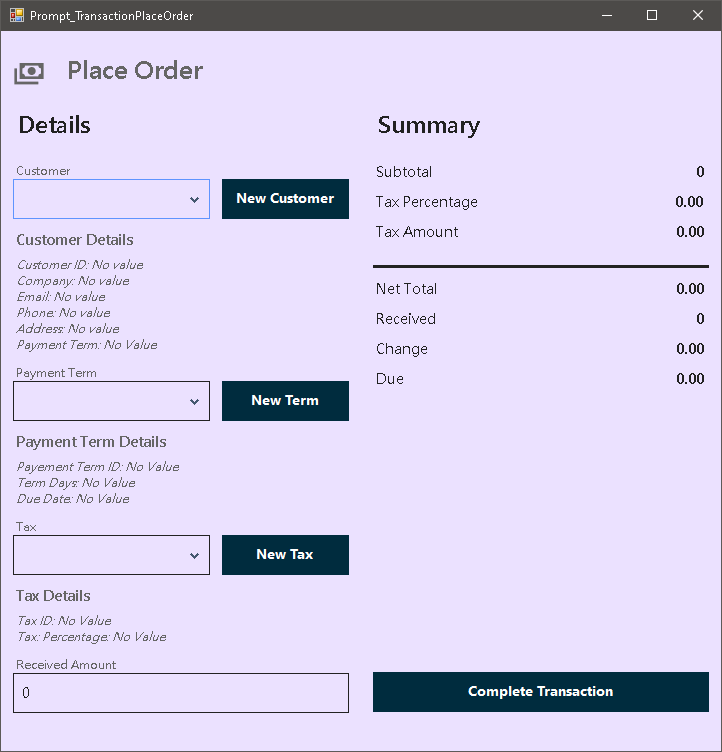 Prompt_TransactionPlaceOrder
Place Order
Details
Customer
New Customer
Customer Details
Customer ID: No value
Company: No value
Email: No value
Phone: No value
Address: No value
Payment Term: No Value
Payment Term
New Term
Payment Term Details
Payement Term ID: No Value
Term Days: No Value
Due Date: No Value
Tax
New Tax
Tax Details
Tax ID: No Value
Tax: Percentage: No Value
Received Amount
0
Summary
Subtotal 0
Tax Percentage 0.00
Tax Amount 0.00
Net Total 0.00
Received 0
Change 0.00
Due 0.00
Complete Transaction